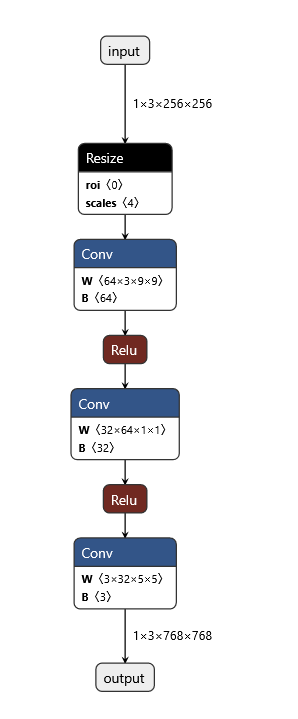 input
1×3×256×256
Resize
roi 〈0〉
scales 〈4〉
Conv
W 〈64×3×9×9〉
B 〈64〉
Relu
Conv
W 〈32×64×1×1〉
B 〈32〉
Relu
Conv
W 〈3×32×5×5〉
B 〈3〉
1×3×768×768
output